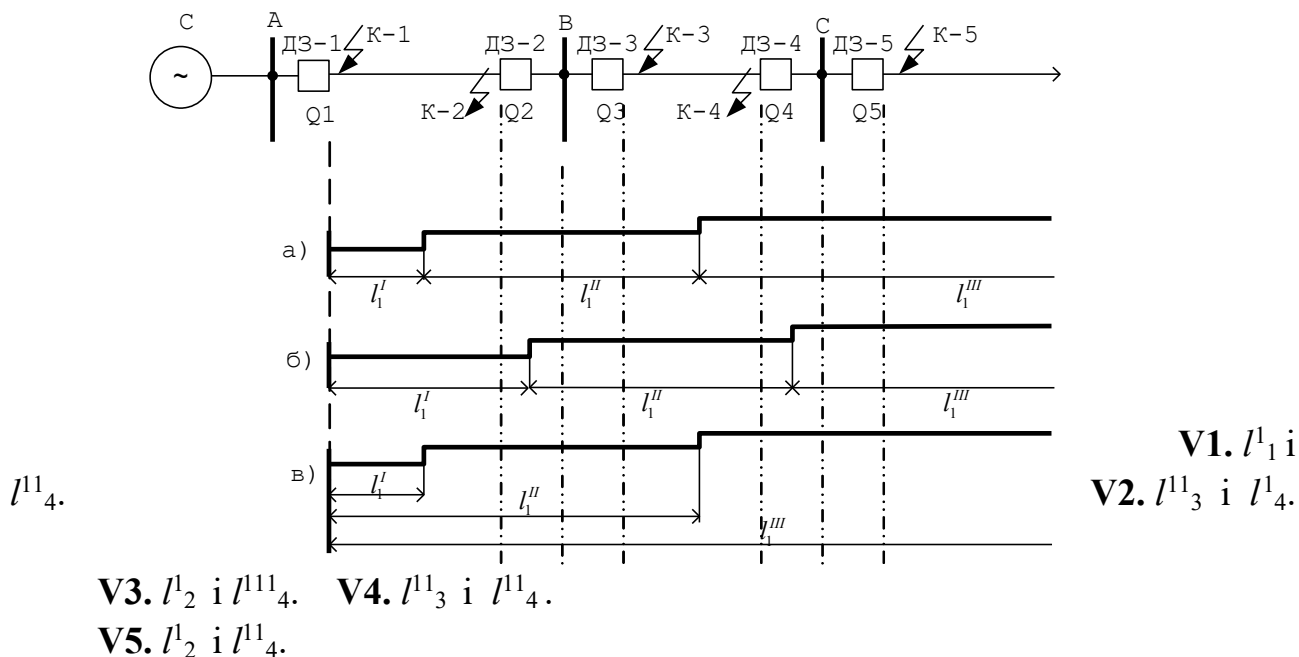 С А В С
ДЗ-1 К-1 ДЗ-2 ДЗ-3 К-3 ДЗ-4 ДЗ-5 К-5
~
Q1 К-2 Q2 Q3 К-4 Q4 Q5
а)
l₁ᴵ l₁ᴵᴵ l₁ᴵᴵᴵ
б)
l₁ᴵ l₁ᴵᴵ l₁ᴵᴵᴵ
в)
l₁ᴵ
l₁ᴵᴵ
l₁ᴵᴵᴵ
V1. l¹₁ і
l¹¹₄.
V2. l¹¹₃ і l¹₄.
V3. l¹₂ і l¹¹¹₄. V4. l¹¹₃ і l¹¹₄.
V5. l¹₂ і l¹¹₄.